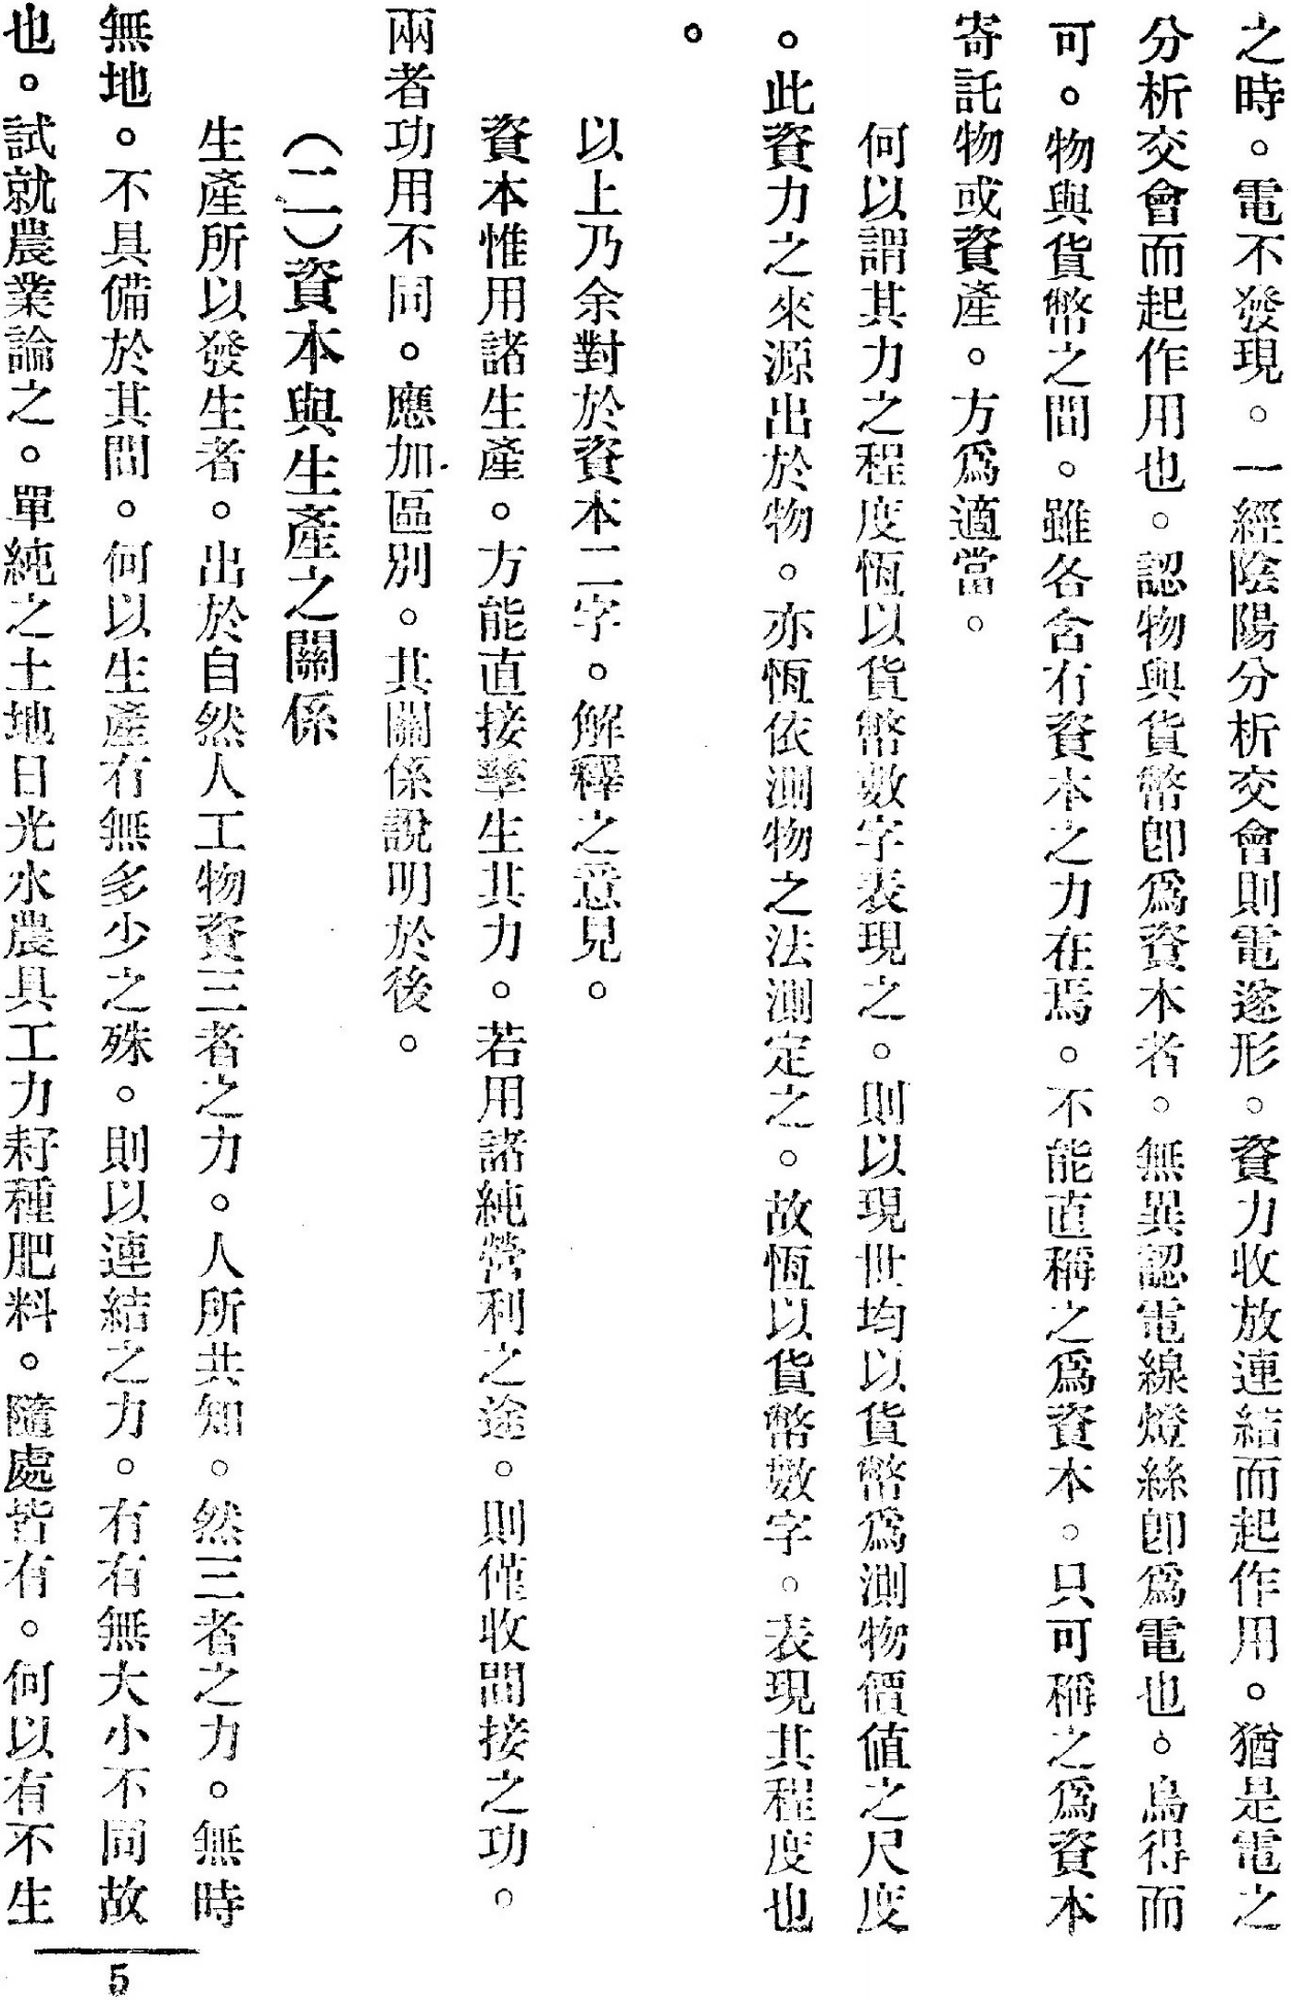 之時。電不發現。一經陰陽分析交會則電遂形。資力收放連結而起作用。猶是電之
分析交會而起作用也。認物與貨幣卽爲資本者。無異認電線燈絲卽爲電也。烏得而
可。物與貨幣之間。雖各含有資本之力在焉。不能直稱之爲資本。只可稱之爲資本
寄託物或資產。方爲適當。
何以謂其力之程度恆以貨幣數字表現之。則以現世均以貨幣爲測物價值之尺度
。此資力之來源出於物。亦恆依測物之法測定之。故恆以貨幣數字。表現其程度也
。
以上乃余對於資本二字。解釋之意見。
資本惟用諸生產。方能直接孳生其力。若用諸純營利之途。則僅收間接之功。
兩者功用不同。應加區別。其關係說明於後。
(二)資本與生產之關係
生產所以發生者。出於自然人工物資三者之力。人所共知。然三者之力。無時
無地。不具備於其間。何以生產有無多少之殊。則以連結之力。有有無大小不同故
也。試就農業論之。單純之土地日光水農具工力籽種肥料。隨處皆有。何以有不生
5